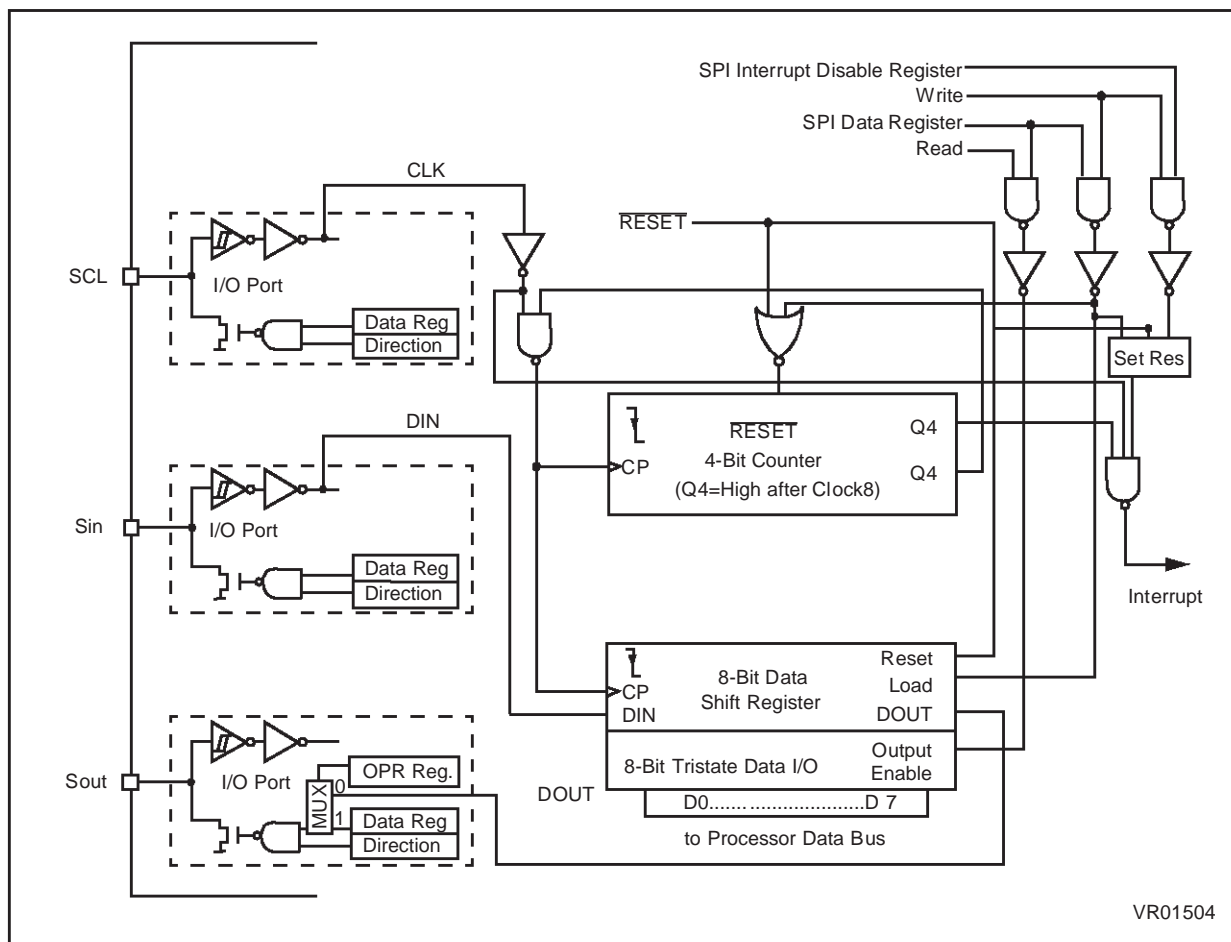 SPI Interrupt Disable Register
Write
SPI Data Register
Read
CLK
RESET
SCL
I/O Port
Data Reg
Direction
Set Res
DIN
RESET
Q4
4-Bit Counter
CP
Q4
(Q4=High after Clock8)
Sin
I/O Port
Data Reg
Direction
Interrupt
Reset
8-Bit Data
CP
Load
Shift Register
DIN
DOUT
Sout
I/O Port
OPR Reg.
MUX
0
1
Data Reg
Direction
Output
Enable
8-Bit Tristate Data I/O
DOUT
D0....... ......................D 7
to Processor Data Bus
VR01504